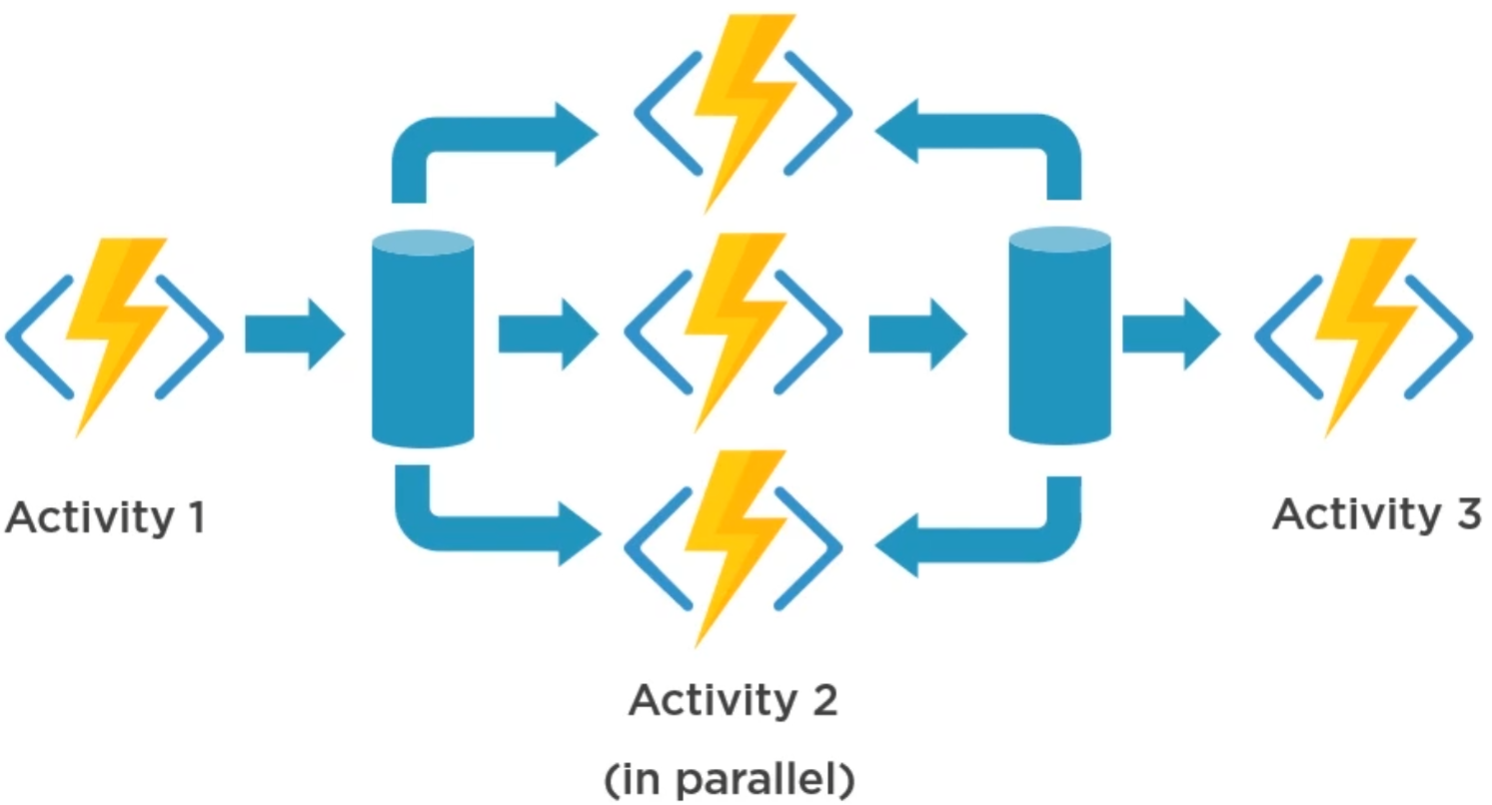 Activity 1
Activity 3
Activity 2
(in parallel)